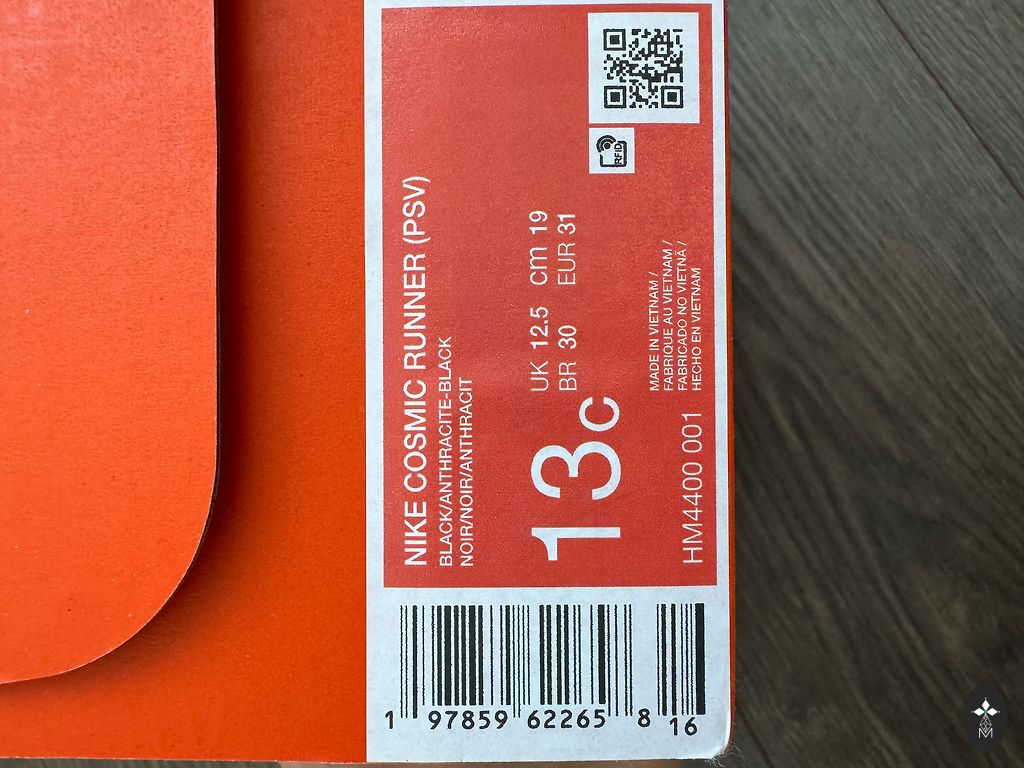 NIKE COSMIC RUNNER (PSV)
BLACK/ANTHRACITE-BLACK
NOIR/NOIR/ANTHRACIT
13C
UK 12.5 cm 19
BR 30 EUR 31
HM4400 001
MADE IN VIETNAM /
FABRIQUE AU VIETNAM /
FABRICADO NO VIETNÃ /
HECHO EN VIETNAM
RFID
1 97859 62265 8 16
M